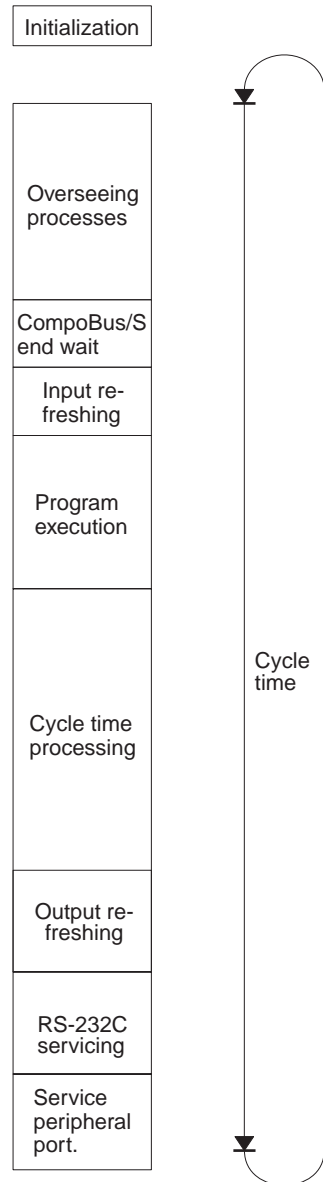 Initialization
Overseeing
processes
CompoBus/S
end wait
Input re-
freshing
Program
execution
Cycle
time
Cycle time
processing
Output re-
freshing
RS-232C
servicing
Service
peripheral
port.